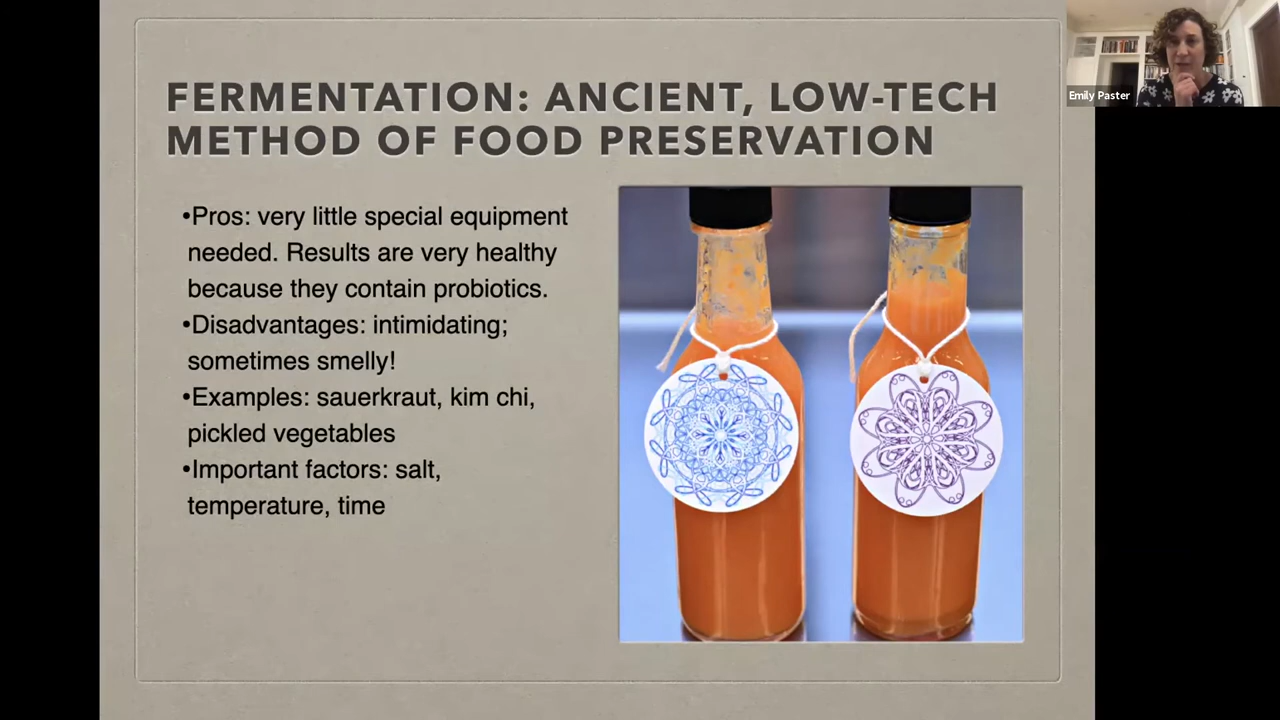 FERMENTATION: ANCIENT, LOW-TECH
METHOD OF FOOD PRESERVATION
•Pros: very little special equipment
needed. Results are very healthy
because they contain probiotics.
•Disadvantages: intimidating;
sometimes smelly!
•Examples: sauerkraut, kim chi,
pickled vegetables
•Important factors: salt,
temperature, time
Emily Paster